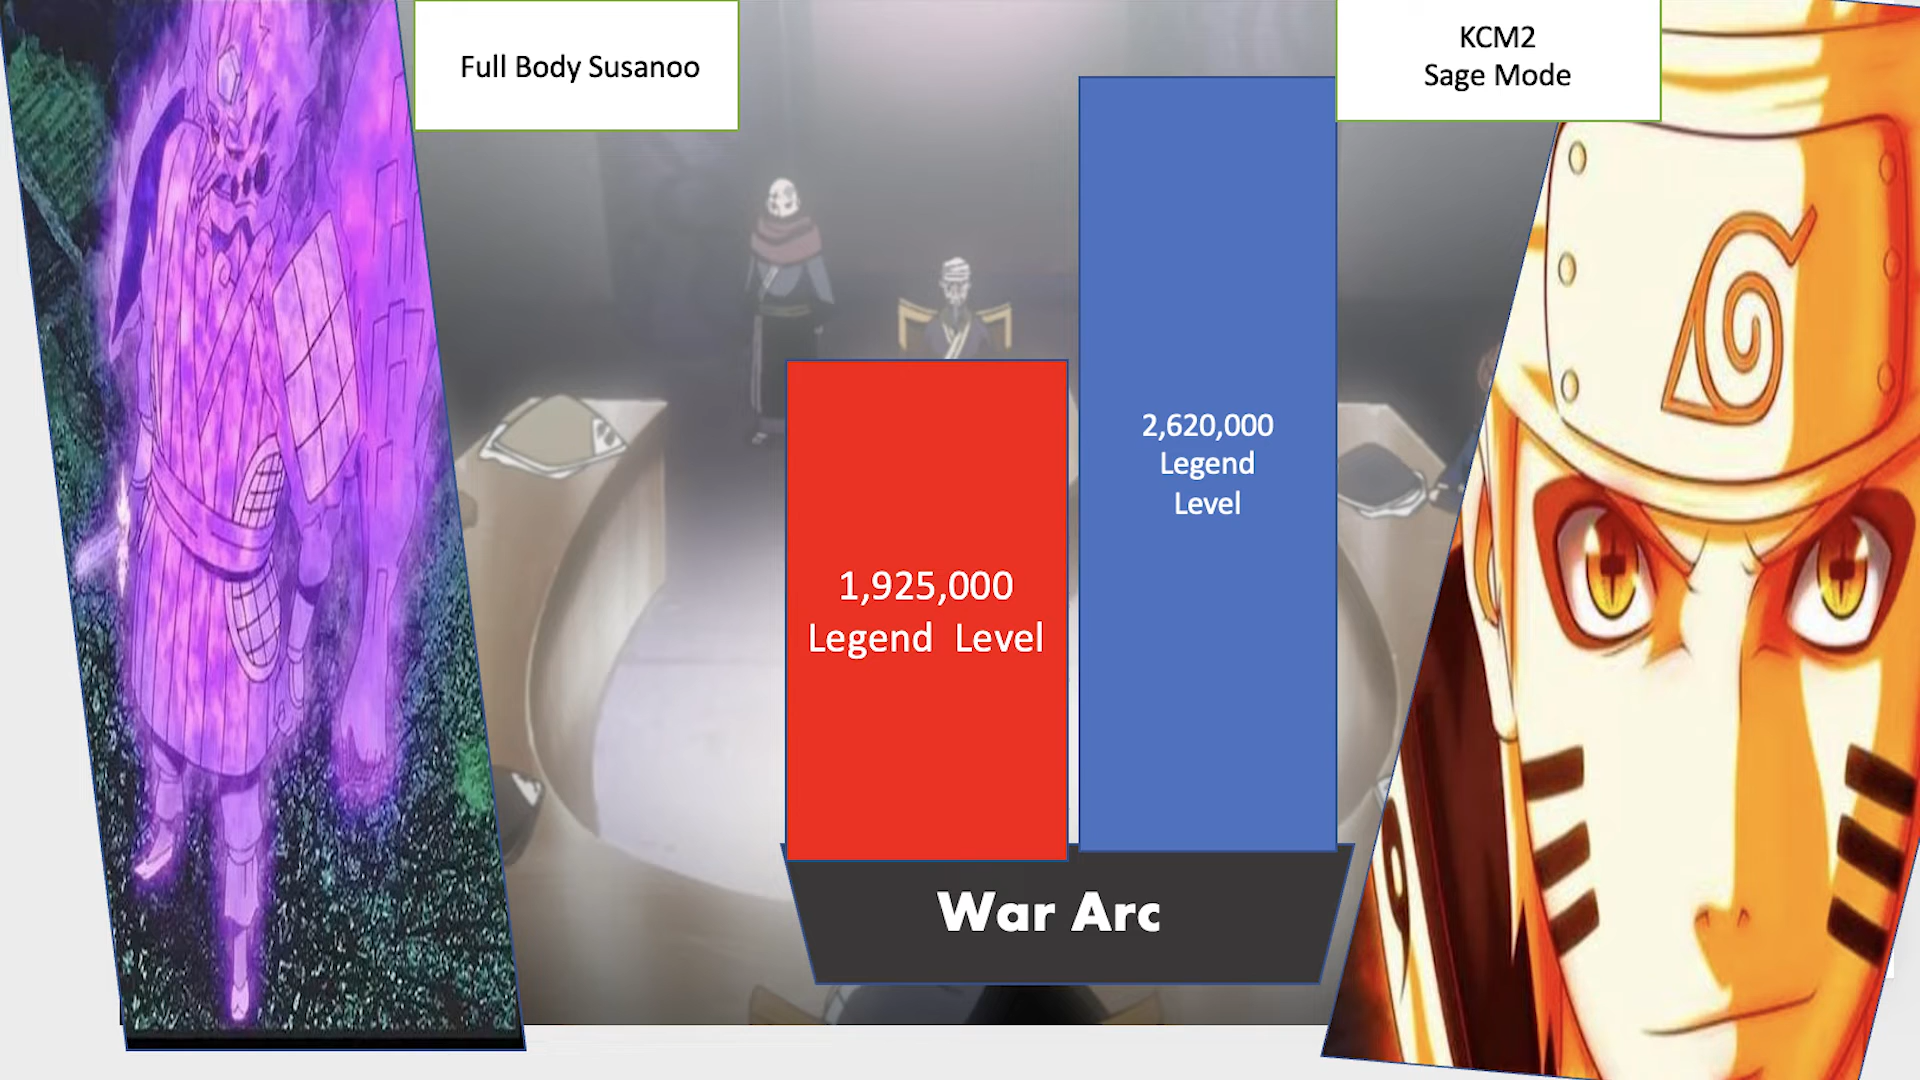 Full Body Susanoo
KCM2
Sage Mode
1,925,000
Legend Level
2,620,000
Legend
Level
War Arc